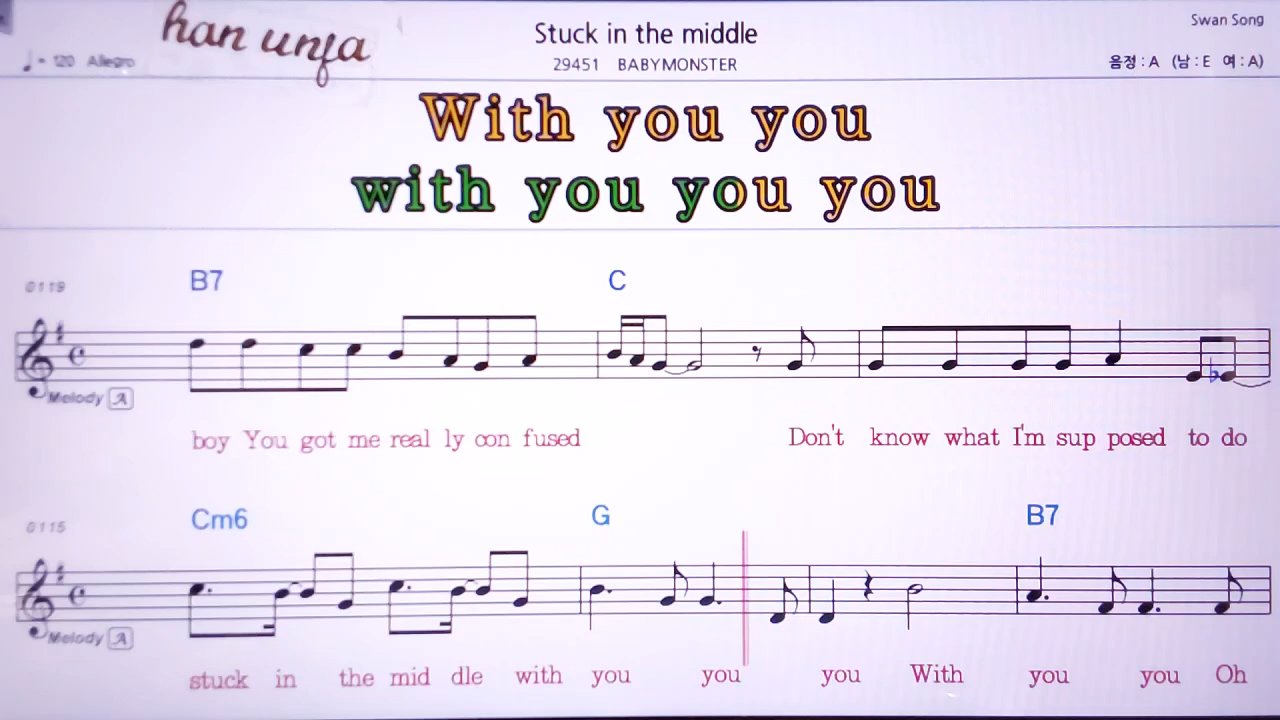 han unja
Stuck in the middle
Swan Song
♩= 120 Allegro
29451 BABYMONSTER
음정 : A (남 : E 여 : A)
With you you
with you you you
0119
B7 C
Melody A
boy You got me real ly con fused Don't know what I'm sup posed to do
0115
Cm6 G B7
Melody A
stuck in the mid dle with you you you With you you Oh